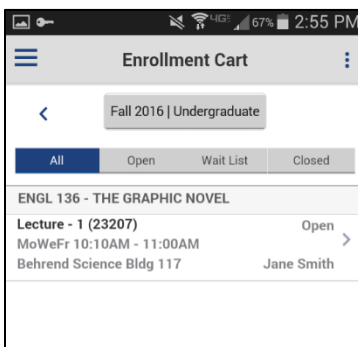 4G 67% 2:55 PM
Enrollment Cart
Fall 2016 | Undergraduate
All Open Wait List Closed
ENGL 136 - THE GRAPHIC NOVEL
Lecture - 1 (23207) Open
MoWeFr 10:10AM - 11:00AM
Behrend Science Bldg 117 Jane Smith